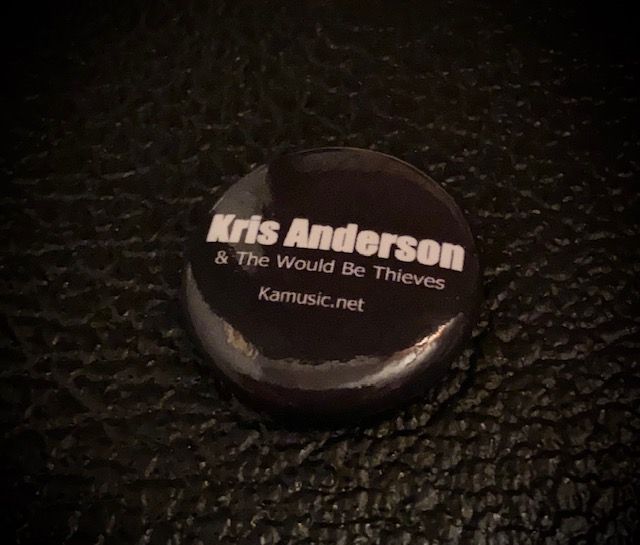 Kris Anderson
& The Would Be Thieves
Kamusic.net